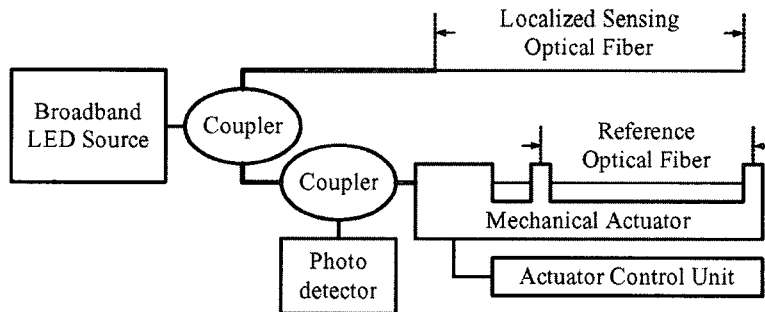 Localized Sensing
Optical Fiber
Broadband
LED Source
Coupler
Reference
Optical Fiber
Coupler
Mechanical Actuator
Photo
detector
Actuator Control Unit